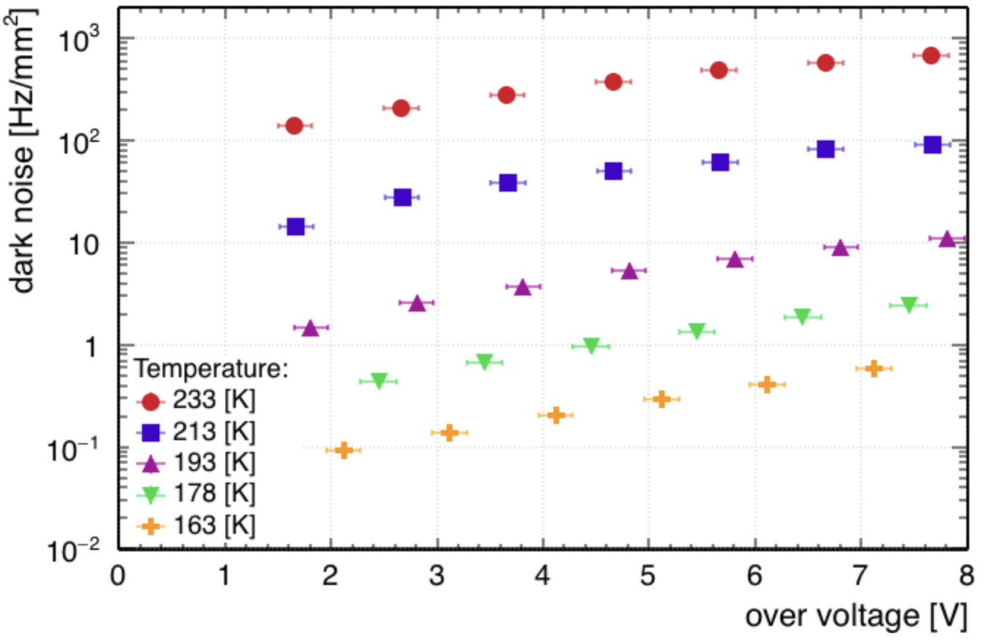 dark noise [Hz/mm²]
10³
10²
10
1
10⁻¹
10⁻²
Temperature:
233 [K]
213 [K]
193 [K]
178 [K]
163 [K]
0 1 2 3 4 5 6 7 8
over voltage [V]